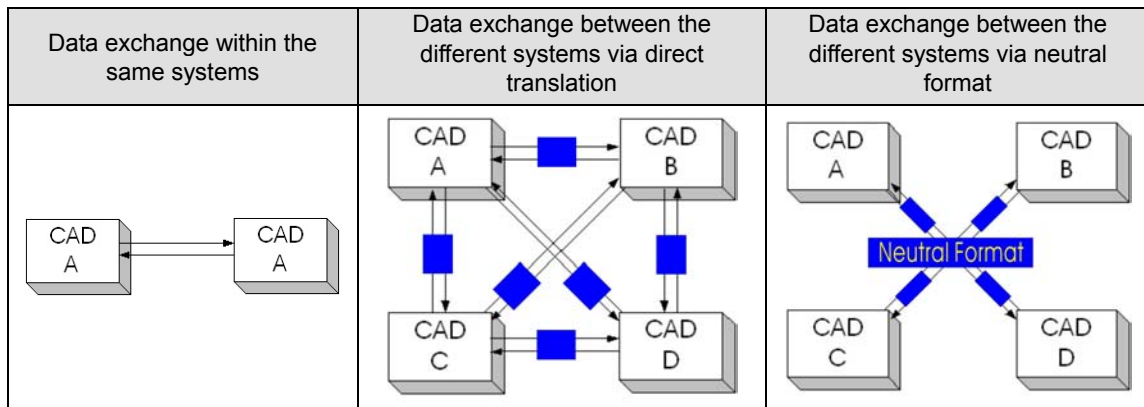 Data exchange within the
same systems
Data exchange between the
different systems via direct
translation
Data exchange between the
different systems via neutral
format
CAD
A
CAD
A
CAD
A
CAD
B
CAD
C
CAD
D
CAD
A
CAD
B
Neutral Format
CAD
C
CAD
D